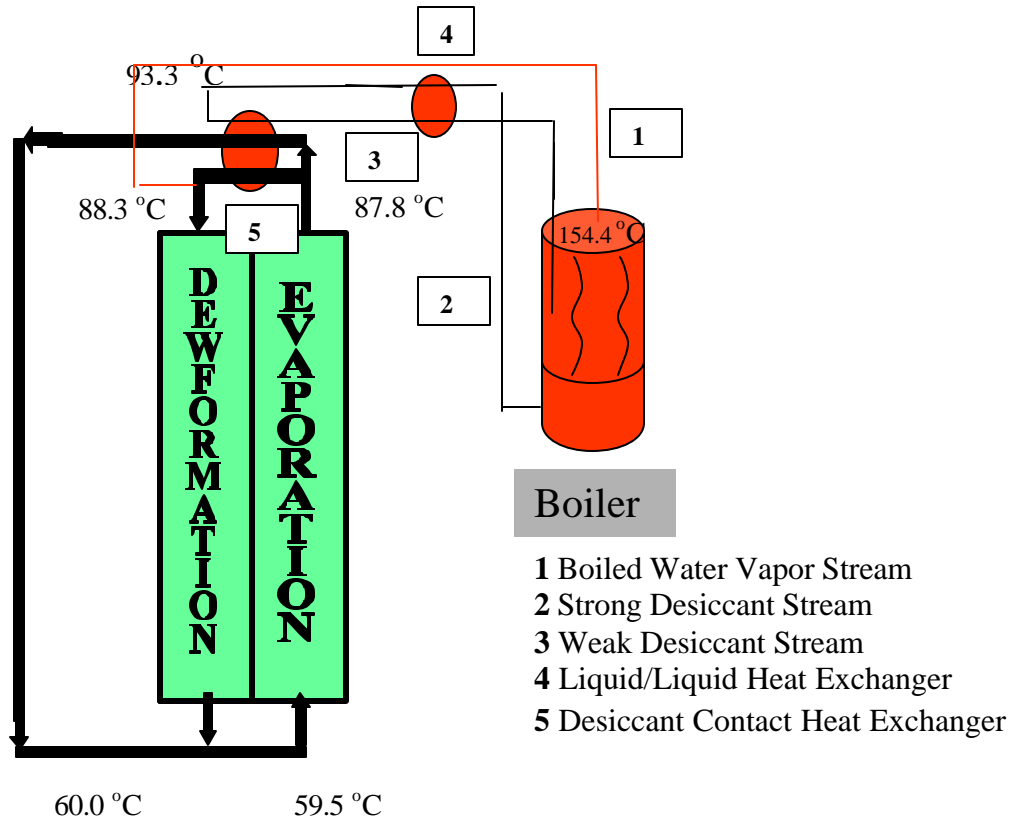 4
93.3 °C
1
3
88.3 °C
87.8 °C
5
154.4 °C
2
DEWFORMATION
EVAPORATION
Boiler
1 Boiled Water Vapor Stream
2 Strong Desiccant Stream
3 Weak Desiccant Stream
4 Liquid/Liquid Heat Exchanger
5 Desiccant Contact Heat Exchanger
60.0 °C
59.5 °C